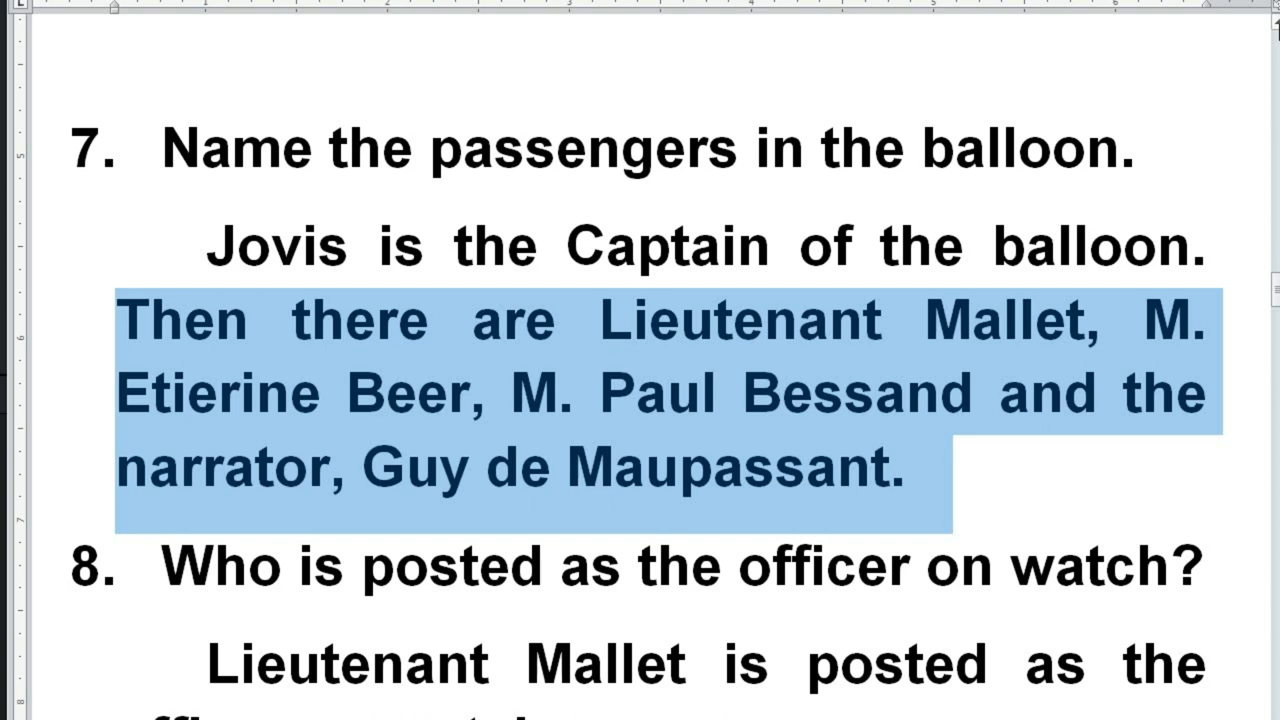 7. Name the passengers in the balloon.
Jovis is the Captain of the balloon.
Then there are Lieutenant Mallet, M.
Etierine Beer, M. Paul Bessand and the
narrator, Guy de Maupassant.
8. Who is posted as the officer on watch?
Lieutenant Mallet is posted as the